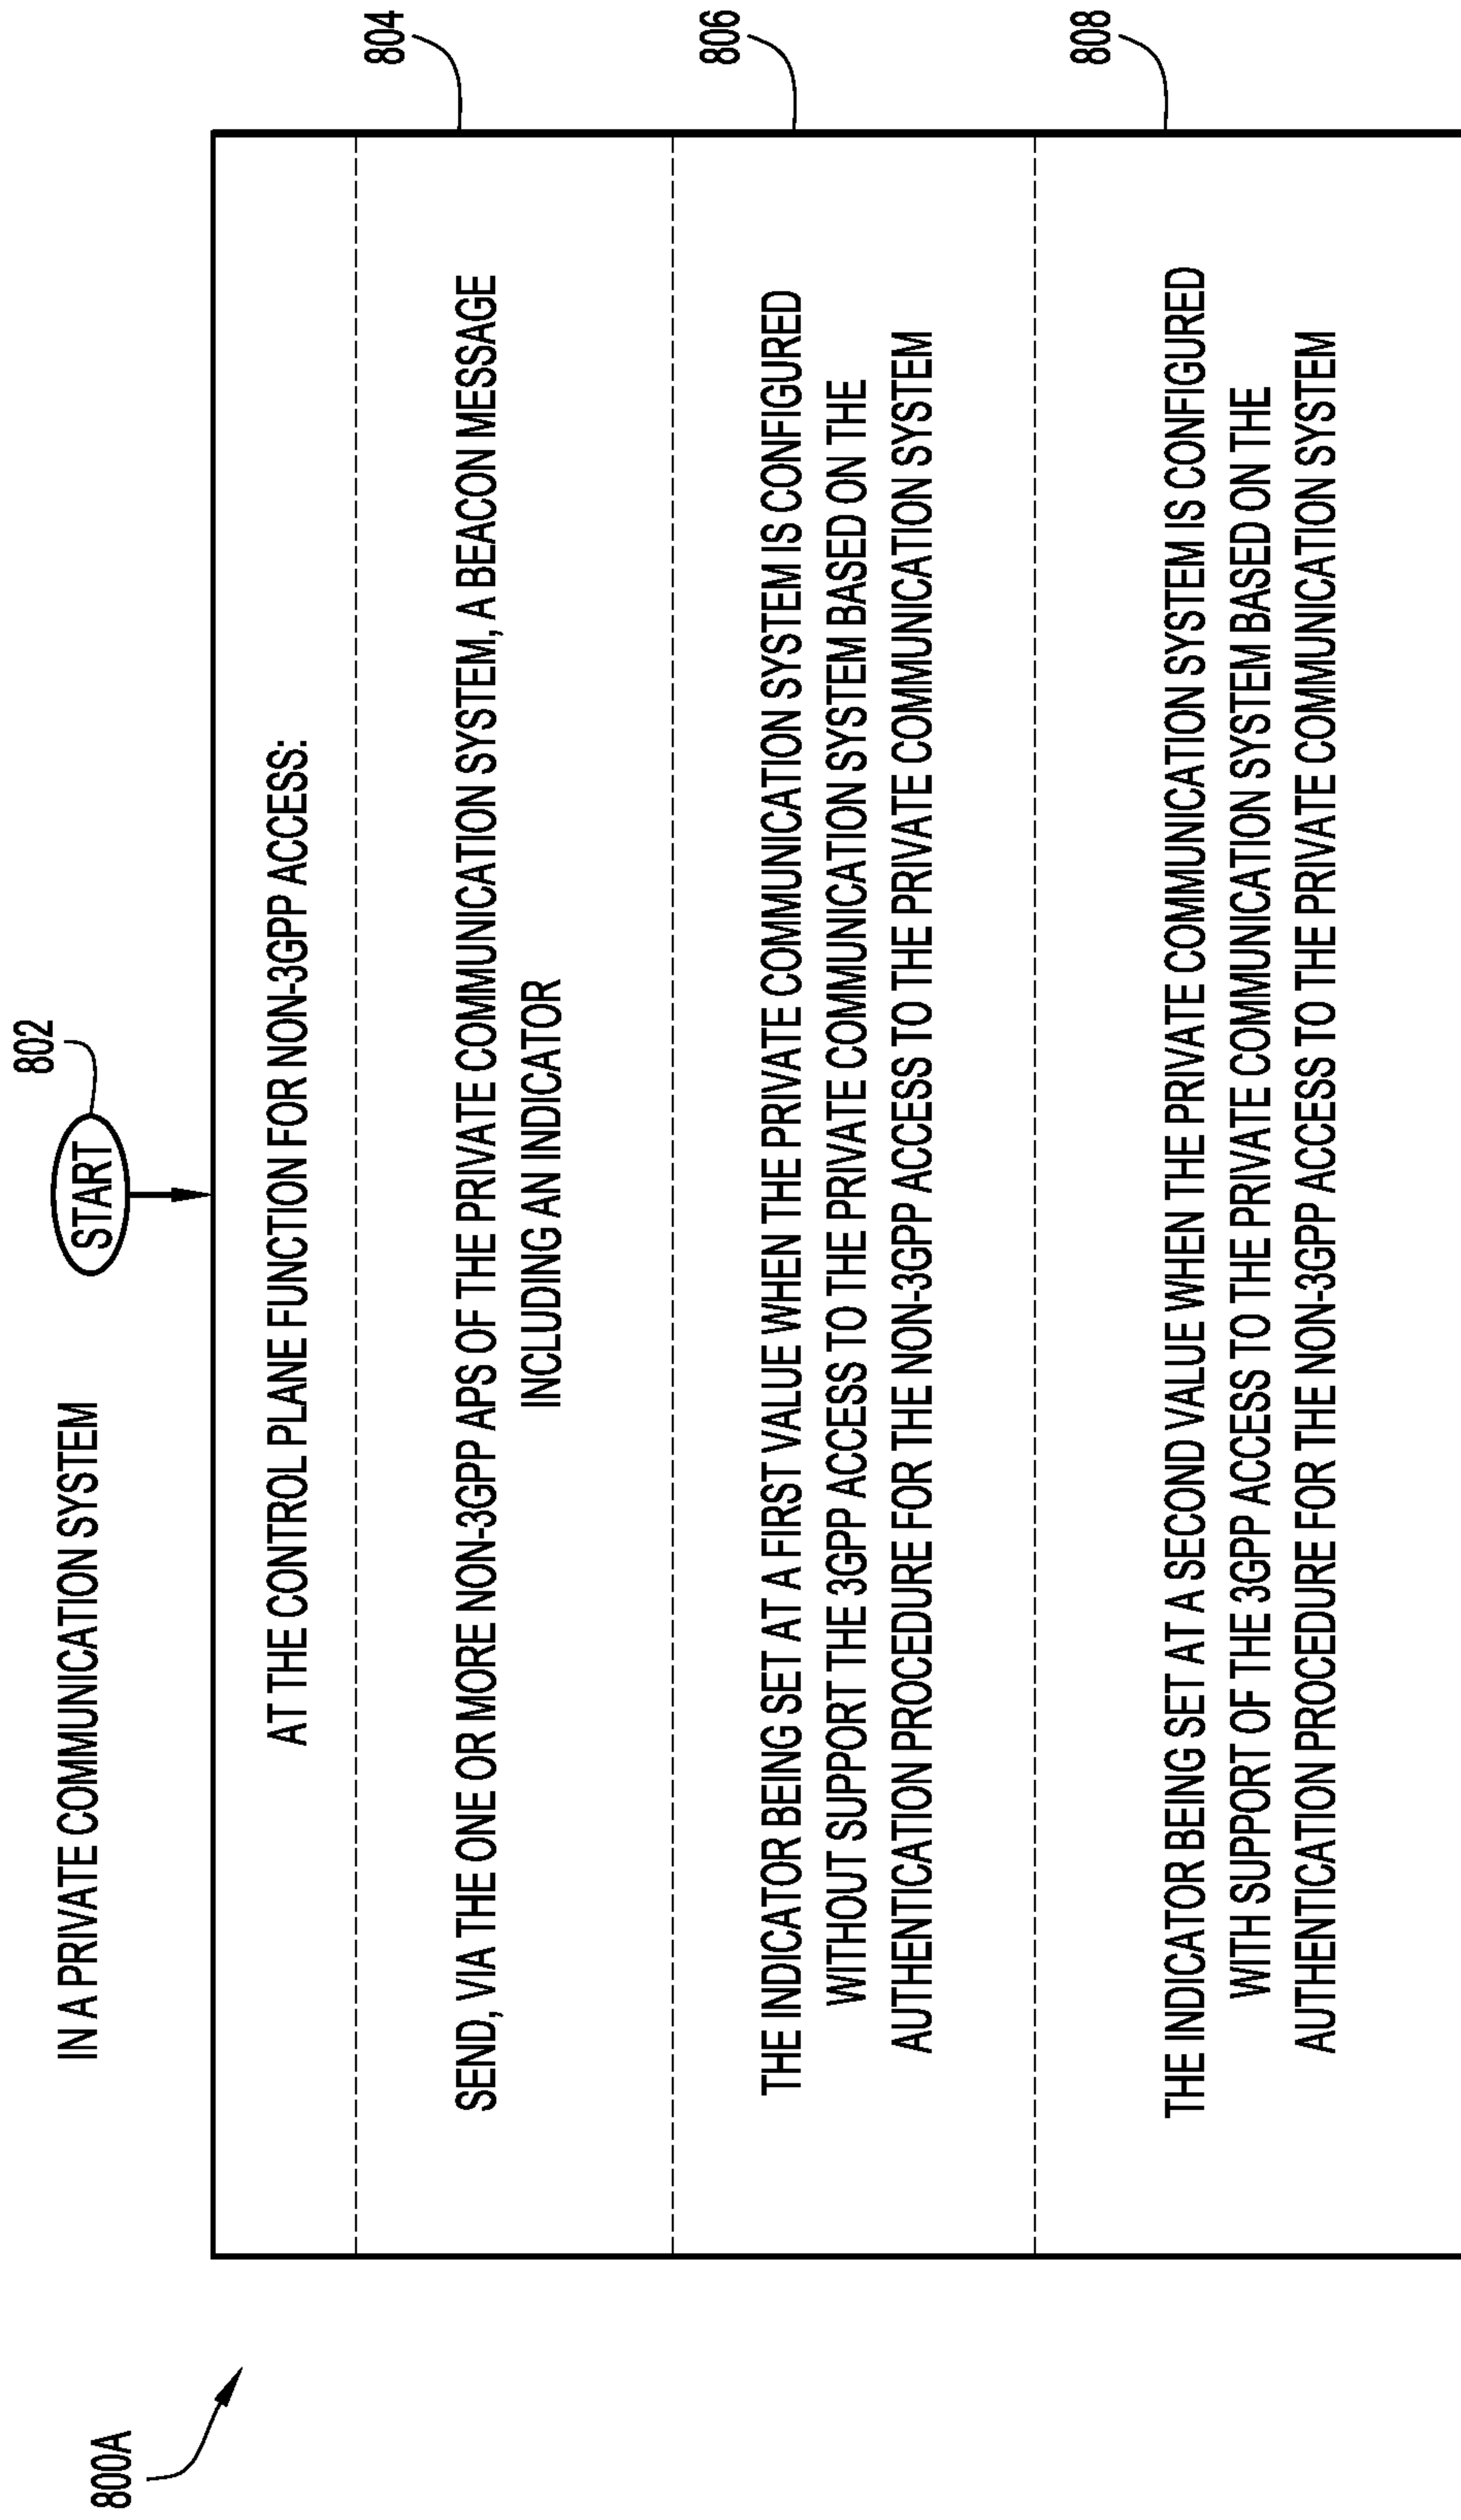 800A
IN A PRIVATE COMMUNICATION SYSTEM
START
802
AT THE CONTROL PLANE FUNCTION FOR NON-3GPP ACCESS:
804
SEND, VIA THE ONE OR MORE NON-3GPP APS OF THE PRIVATE COMMUNICATION SYSTEM, A BEACON MESSAGE
INCLUDING AN INDICATOR
806
THE INDICATOR BEING SET AT A FIRST VALUE WHEN THE PRIVATE COMMUNICATION SYSTEM IS CONFIGURED
WITHOUT SUPPORT THE 3GPP ACCESS TO THE PRIVATE COMMUNICATION SYSTEM BASED ON THE
AUTHENTICATION PROCEDURE FOR THE NON-3GPP ACCESS TO THE PRIVATE COMMUNICATION SYSTEM
808
THE INDICATOR BEING SET AT A SECOND VALUE WHEN THE PRIVATE COMMUNICATION SYSTEM IS CONFIGURED
WITH SUPPORT OF THE 3GPP ACCESS TO THE PRIVATE COMMUNICATION SYSTEM BASED ON THE
AUTHENTICATION PROCEDURE FOR THE NON-3GPP ACCESS TO THE PRIVATE COMMUNICATION SYSTEM